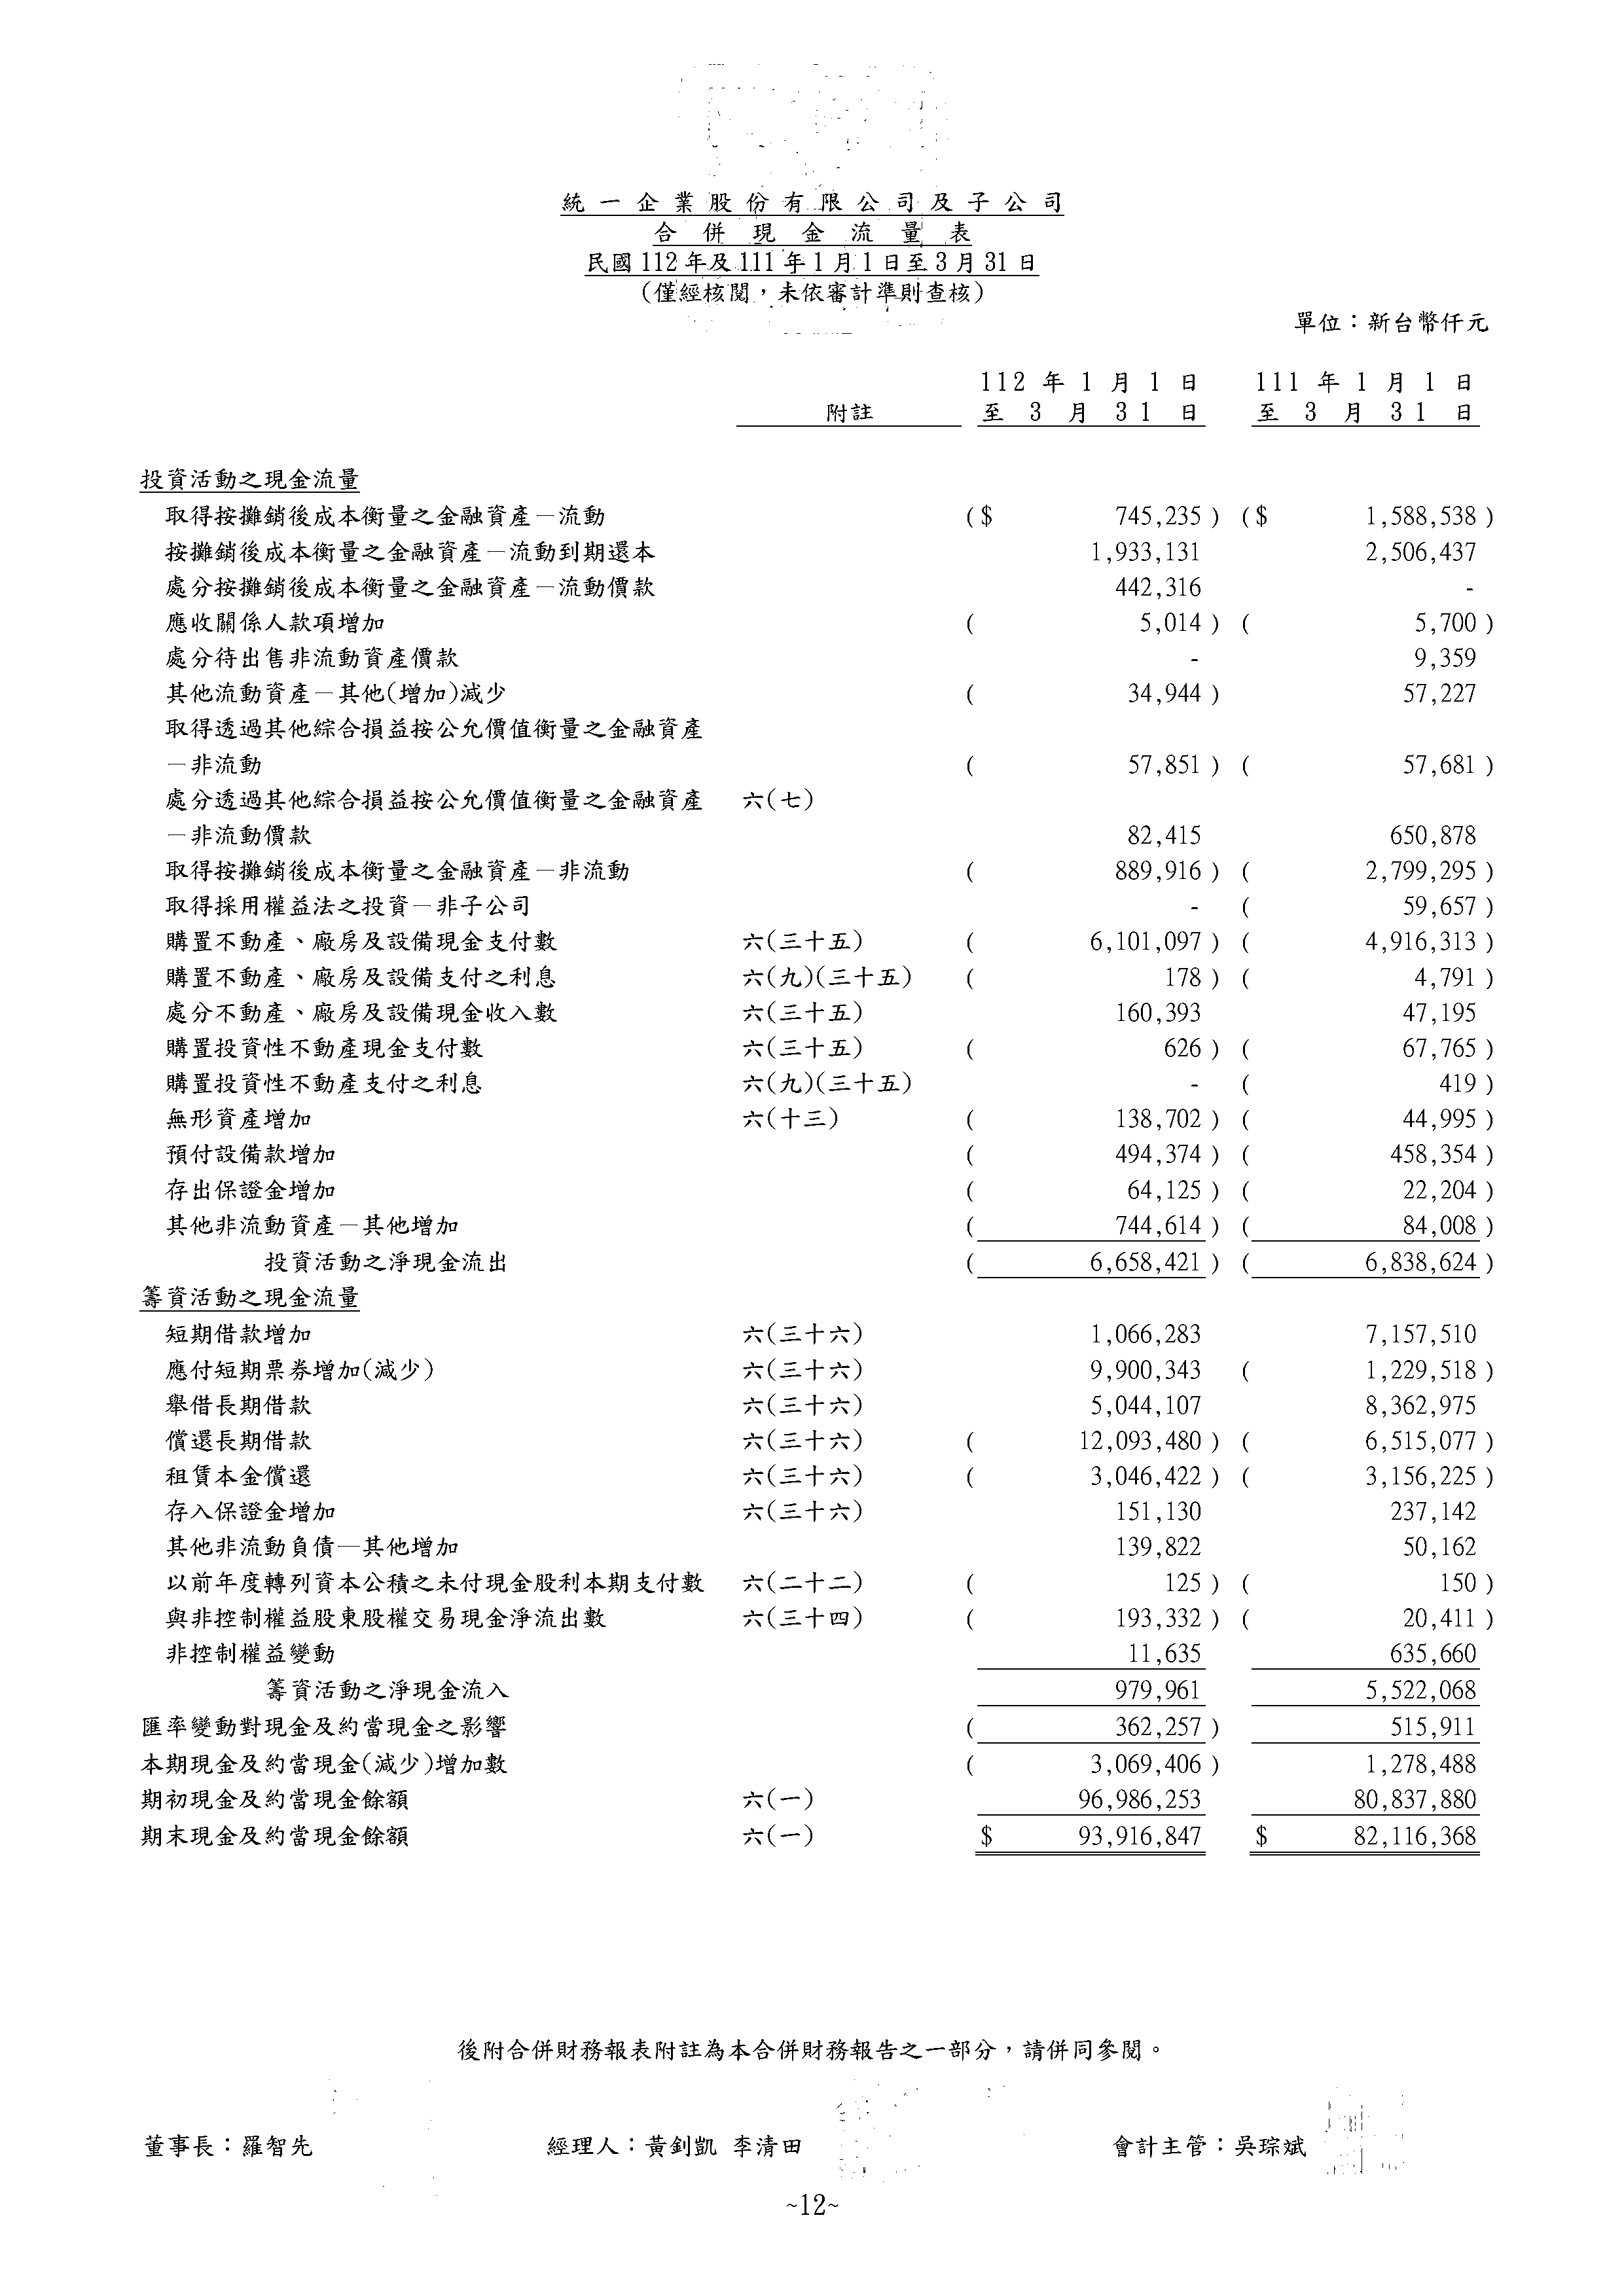 統一企業股份有限公司及子公司
合併現金流量表
民國112年及111年1月1日至3月31日
(僅經核閱，未依審計準則查核)
單位：新台幣仟元
112年1月1日 111年1月1日
附註 至3月31日 至3月31日
投資活動之現金流量
取得按攤銷後成本衡量之金融資產－流動 ($ 745,235) ($ 1,588,538)
按攤銷後成本衡量之金融資產－流動到期還本 1,933,131 2,506,437
處分按攤銷後成本衡量之金融資產－流動價款 442,316 -
應收關係人款項增加 ( 5,014) ( 5,700)
處分待出售非流動資產價款 - 9,359
其他流動資產－其他(增加)減少 ( 34,944) 57,227
取得透過其他綜合損益按公允價值衡量之金融資產
－非流動 ( 57,851) ( 57,681)
處分透過其他綜合損益按公允價值衡量之金融資產 六(七)
－非流動價款 82,415 650,878
取得按攤銷後成本衡量之金融資產－非流動 ( 889,916) ( 2,799,295)
取得採用權益法之投資－非子公司 - ( 59,657)
購置不動產、廠房及設備現金支付數 六(三十五) ( 6,101,097) ( 4,916,313)
購置不動產、廠房及設備支付之利息 六(九)(三十五) ( 178) ( 4,791)
處分不動產、廠房及設備現金收入數 六(三十五) 160,393 47,195
購置投資性不動產現金支付數 六(三十五) ( 626) ( 67,765)
購置投資性不動產支付之利息 六(九)(三十五) - ( 419)
無形資產增加 六(十三) ( 138,702) ( 44,995)
預付設備款增加 ( 494,374) ( 458,354)
存出保證金增加 ( 64,125) ( 22,204)
其他非流動資產－其他增加 ( 744,614) ( 84,008)
投資活動之淨現金流出 ( 6,658,421) ( 6,838,624)
籌資活動之現金流量
短期借款增加 六(三十六) 1,066,283 7,157,510
應付短期票券增加(減少) 六(三十六) 9,900,343 ( 1,229,518)
舉借長期借款 六(三十六) 5,044,107 8,362,975
償還長期借款 六(三十六) ( 12,093,480) ( 6,515,077)
租賃本金償還 六(三十六) ( 3,046,422) ( 3,156,225)
存入保證金增加 六(三十六) 151,130 237,142
其他非流動負債－其他增加 139,822 50,162
以前年度轉列資本公積之未付現金股利本期支付數 六(二十二) ( 125) ( 150)
與非控制權益股東股權交易現金淨流出數 六(三十四) ( 193,332) ( 20,411)
非控制權益變動 11,635 635,660
籌資活動之淨現金流入 979,961 5,522,068
匯率變動對現金及約當現金之影響 ( 362,257) 515,911
本期現金及約當現金(減少)增加數 ( 3,069,406) 1,278,488
期初現金及約當現金餘額 六(一) 96,986,253 80,837,880
期末現金及約當現金餘額 六(一) $ 93,916,847 $ 82,116,368
後附合併財務報表附註為本合併財務報告之一部分，請併同參閱。
董事長：羅智先 經理人：黃釗凱 李清田 會計主管：吳琮斌
~12~